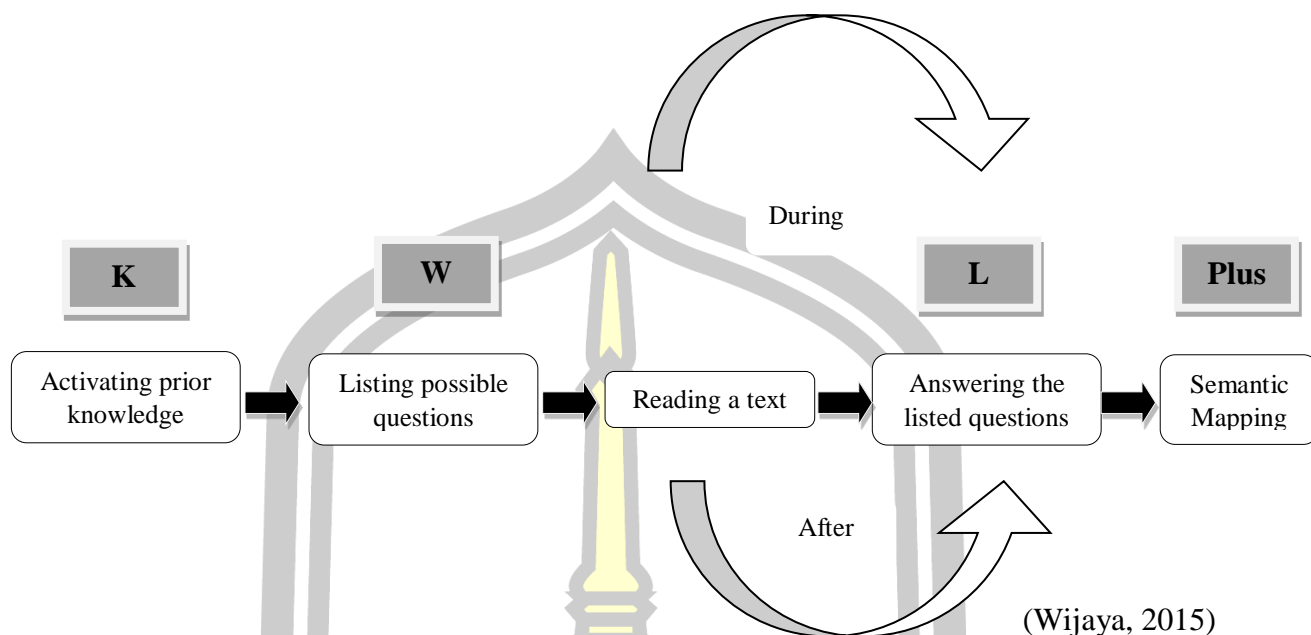 During
K
W
L
Plus
Activating prior
knowledge
Listing possible
questions
Reading a text
Answering the
listed questions
Semantic
Mapping
After
(Wijaya, 2015)